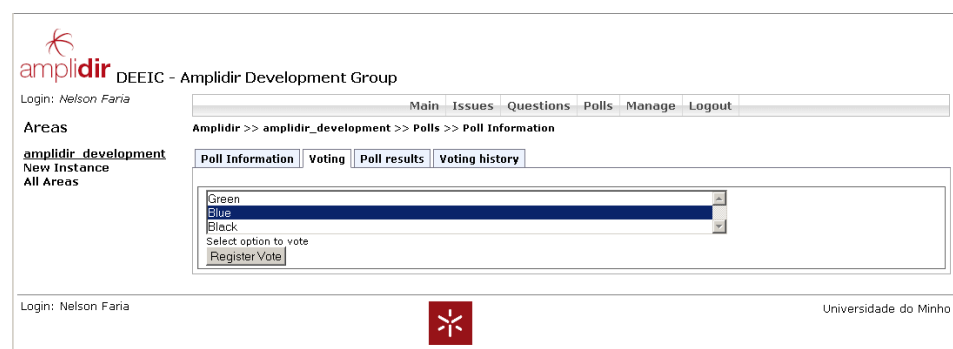 amplidir DEEIC - Amplidir Development Group
Login: Nelson Faria
Main Issues Questions Polls Manage Logout
Areas
Amplidir >> amplidir_development >> Polls >> Poll Information
amplidir_development
New Instance
All Areas
Poll Information Voting Poll results Voting history
Green
Blue
Black
Select option to vote
Register Vote
Login: Nelson Faria
Universidade do Minho